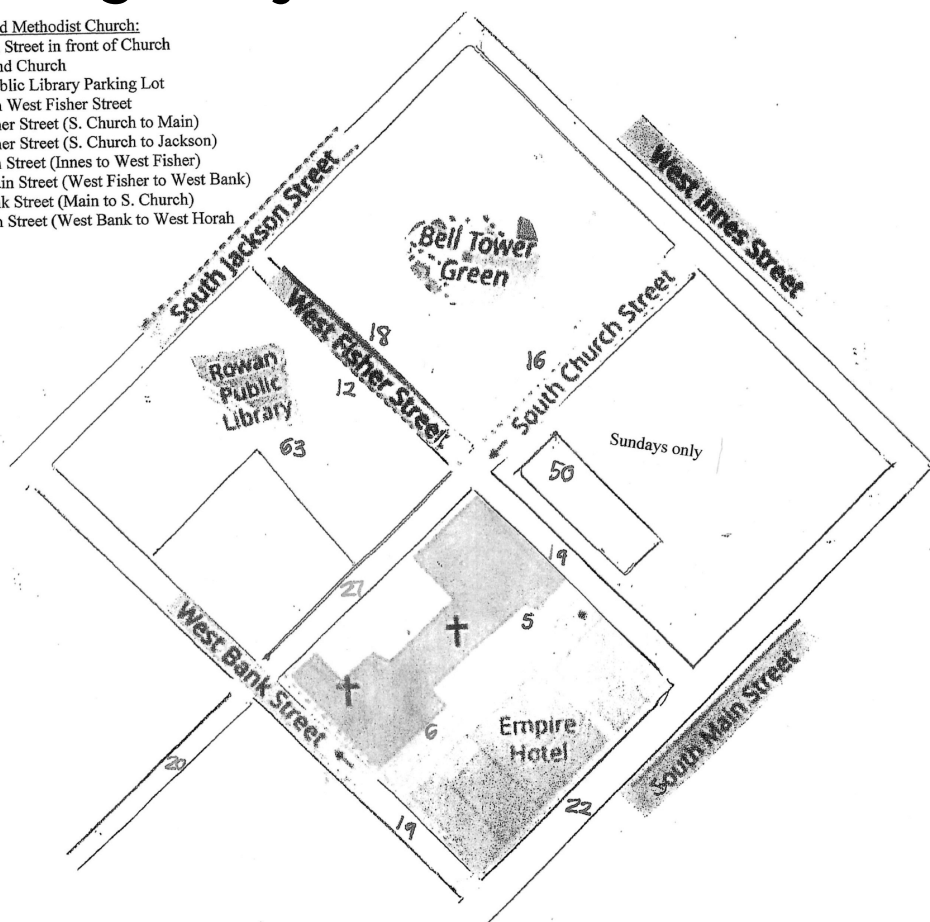 d Methodist Church:
Street in front of Church
nd Church
blic Library Parking Lot
West Fisher Street
er Street (S. Church to Main)
er Street (S. Church to Jackson)
Street (Innes to West Fisher)
in Street (West Fisher to West Bank)
k Street (Main to S. Church)
Street (West Bank to West Horah
South Jackson Street
West Innes Street
Bell Tower
Green
West Fisher Street
18
12
South Church Street
16
Rowan
Public
Library
63
Sundays only
50
19
27
5
West Bank Street
6
Empire
Hotel
South Main Street
20
22
19